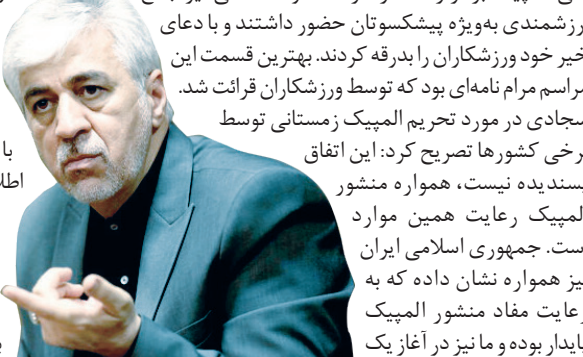 رزشمندی به‌ویژه پیشکسوتان حضور داشتند و با دعای
خیر خود ورزشکاران را بدرقه کردند. بهترین قسمت این
مراسم مرام نامه‌ای بود که توسط ورزشکاران قرائت شد.
سجادی در مورد تحریم المپیک زمستانی توسط
برخی کشورها تصریح کرد: این اتفاق
سندیده نیست، همواره منشور
لمپیک رعایت همین موارد
ست. جمهوری اسلامی ایران
نیز همواره نشان داده که به
رعایت مفاد منشور المپیک
پایدار بوده و ما نیز در آغاز یک
با
اطلا